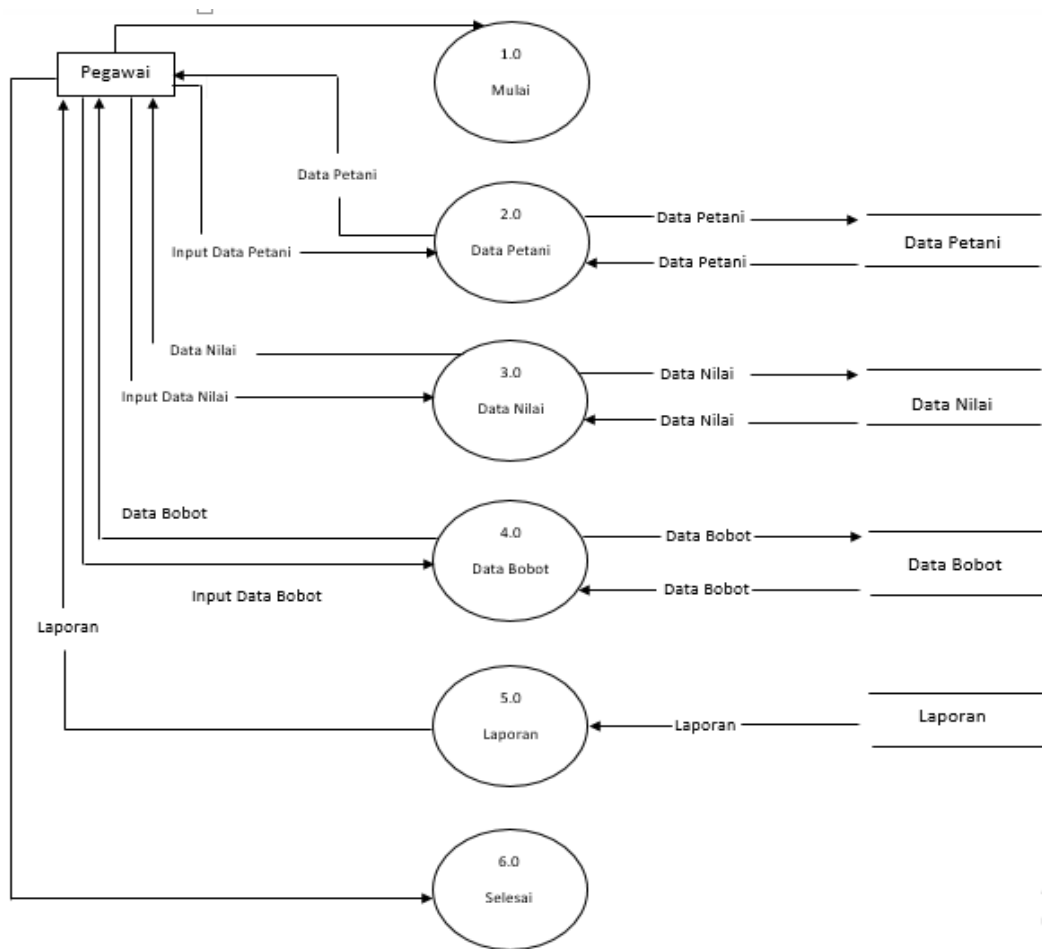 1.0
Mulai
Pegawai
Data Petani
2.0
Data Petani
Input Data Petani
Data Petani
Data Petani
Data Petani
Data Nilai
3.0
Data Nilai
Input Data Nilai
Data Nilai
Data Nilai
Data Nilai
Data Bobot
4.0
Data Bobot
Input Data Bobot
Data Bobot
Data Bobot
Data Bobot
Laporan
5.0
Laporan
Laporan
Laporan
6.0
Selesai